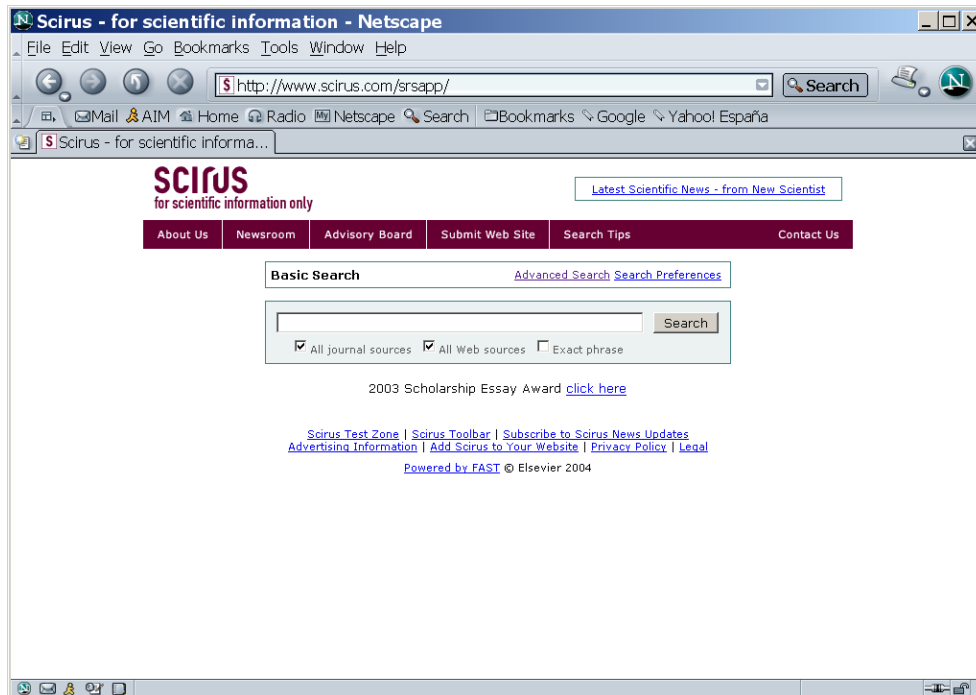 Scirus - for scientific information - Netscape
File Edit View Go Bookmarks Tools Window Help
S http://www.scirus.com/srsapp/ Search N
Mail AIM Home Radio My Netscape Search Bookmarks Google Yahoo! España
S Scirus - for scientific informa...
SCIRUS
for scientific information only
Latest Scientific News - from New Scientist
About Us Newsroom Advisory Board Submit Web Site Search Tips Contact Us
Basic Search Advanced Search Search Preferences
Search
All journal sources All Web sources Exact phrase
2003 Scholarship Essay Award click here
Scirus Test Zone | Scirus Toolbar | Subscribe to Scirus News Updates
Advertising Information | Add Scirus to Your Website | Privacy Policy | Legal
Powered by FAST © Elsevier 2004